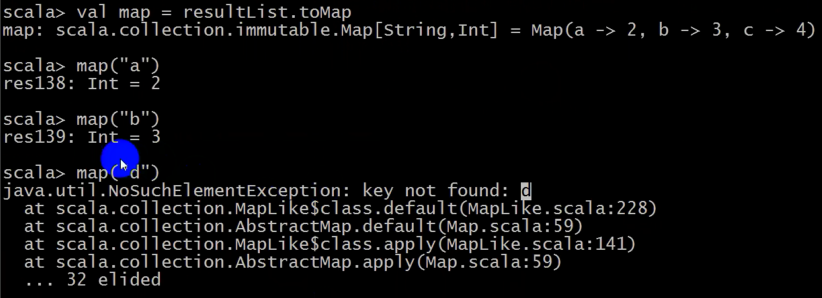 scala> val map = resultList.toMap
map: scala.collection.immutable.Map[String,Int] = Map(a -> 2, b -> 3, c -> 4)
scala> map("a")
res138: Int = 2
scala> map("b")
res139: Int = 3
scala> map("d")
java.util.NoSuchElementException: key not found: d
at scala.collection.MapLike$class.default(MapLike.scala:228)
at scala.collection.AbstractMap.default(Map.scala:59)
at scala.collection.MapLike$class.apply(MapLike.scala:141)
at scala.collection.AbstractMap.apply(Map.scala:59)
... 32 elided